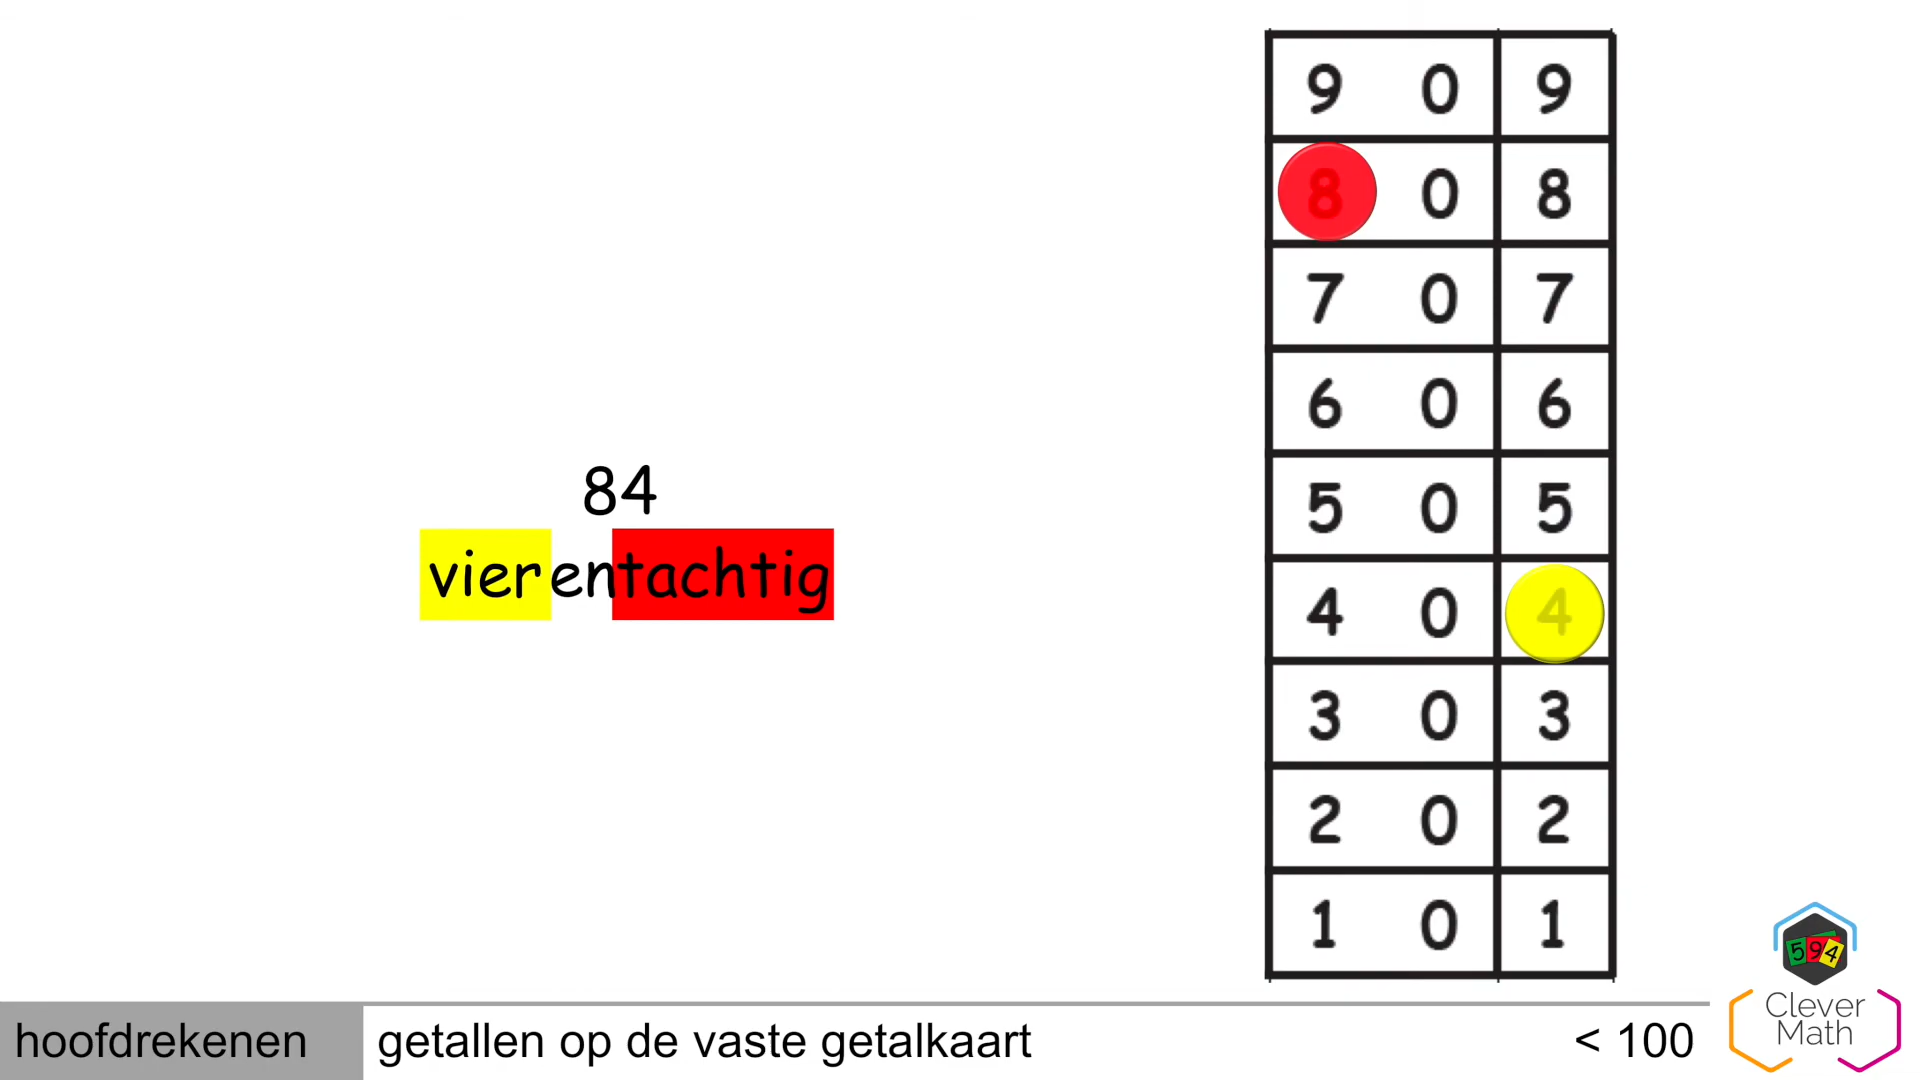 84
vierentachtig
9 0 9
8 0 8
7 0 7
6 0 6
5 0 5
4 0 4
3 0 3
2 0 2
1 0 1
594
Clever
Math
hoofdrekenen
getallen op de vaste getalkaart
< 100